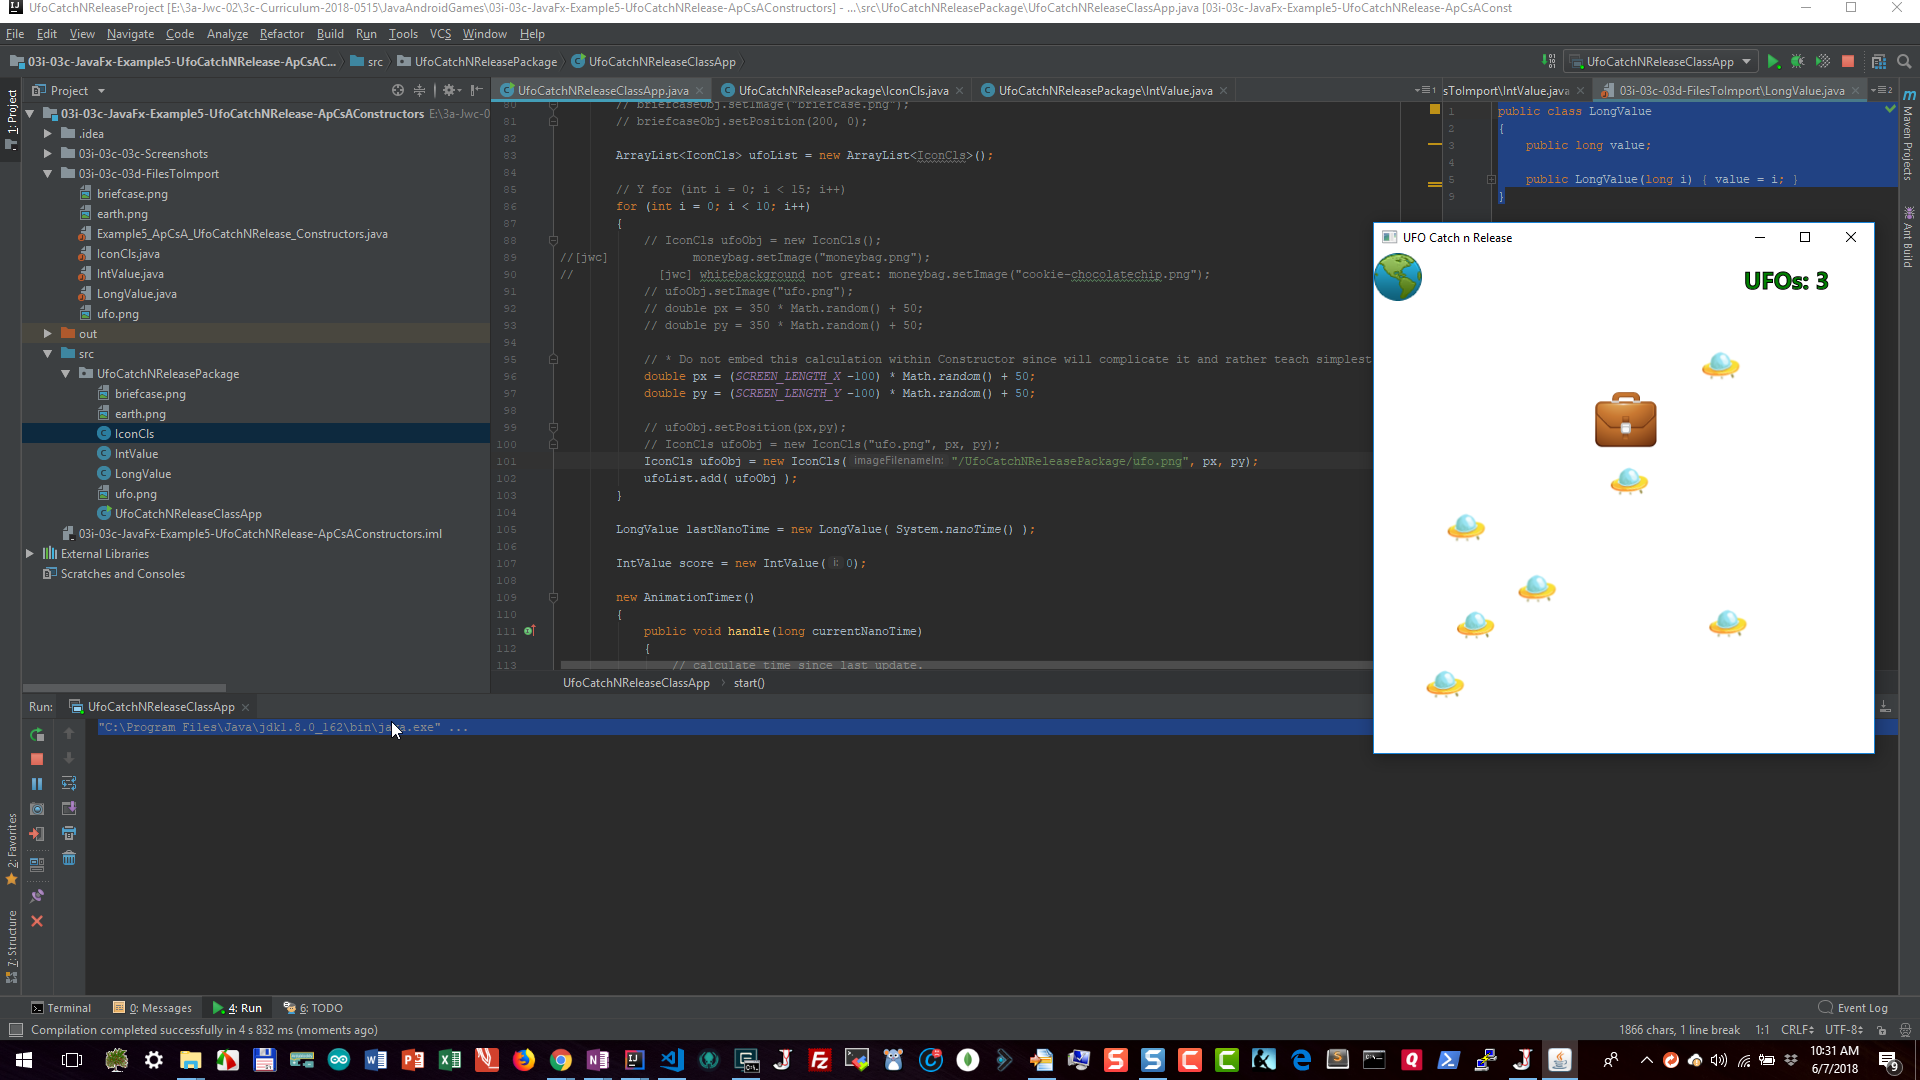 UfoCatchNReleaseProject [E:\3a-Jwc-02\3c-Curriculum-2018-0515\JavaAndroidGames\03i-03c-JavaFx-Example5-UfoCatchNRelease-ApCsAConstructors] - ...\src\UfoCatchNReleasePackage\UfoCatchNReleaseClassApp.java [03i-03c-JavaFx-Example5-UfoCatchNRelease-ApCsAConst
File Edit View Navigate Code Analyze Refactor Build Run Tools VCS Window Help
03i-03c-JavaFx-Example5-UfoCatchNRelease-ApCsAC... src UfoCatchNReleasePackage UfoCatchNReleaseClassApp
UfoCatchNReleaseClassApp
Project
UfoCatchNReleaseClassApp.java UfoCatchNReleasePackage\IconCls.java UfoCatchNReleasePackage\IntValue.java
sToImport\IntValue.java 03i-03c-03d-FilesToImport\LongValue.java
1: Project
03i-03c-JavaFx-Example5-UfoCatchNRelease-ApCsAConstructors E:\3a-Jwc-0
.idea
03i-03c-03c-Screenshots
03i-03c-03d-FilesToImport
briefcase.png
earth.png
Example5_ApCsA_UfoCatchNRelease_Constructors.java
IconCls.java
IntValue.java
LongValue.java
ufo.png
out
src
UfoCatchNReleasePackage
briefcase.png
earth.png
IconCls
IntValue
LongValue
ufo.png
UfoCatchNReleaseClassApp
03i-03c-JavaFx-Example5-UfoCatchNRelease-ApCsAConstructors.iml
External Libraries
Scratches and Consoles
80 // briefcaseObj.setImage("briefcase.png");
81 // briefcaseObj.setPosition(200, 0);
82
83 ArrayList<IconCls> ufoList = new ArrayList<IconCls>();
84
85 // Y for (int i = 0; i < 15; i++)
86 for (int i = 0; i < 10; i++)
87 {
88 // IconCls ufoObj = new IconCls();
89 //[jwc] moneybag.setImage("moneybag.png");
90 // [jwc] whitebackground not great: moneybag.setImage("cookie-chocolatechip.png");
91 // ufoObj.setImage("ufo.png");
92 // double px = 350 * Math.random() + 50;
93 // double py = 350 * Math.random() + 50;
94
95 // * Do not embed this calculation within Constructor since will complicate it and rather teach simplest
96 double px = (SCREEN_LENGTH_X -100) * Math.random() + 50;
97 double py = (SCREEN_LENGTH_Y -100) * Math.random() + 50;
98
99 // ufoObj.setPosition(px,py);
100 // IconCls ufoObj = new IconCls("ufo.png", px, py);
101 IconCls ufoObj = new IconCls( imageFilenameIn: "/UfoCatchNReleasePackage/ufo.png", px, py);
102 ufoList.add( ufoObj );
103 }
104
105 LongValue lastNanoTime = new LongValue( System.nanoTime() );
106
107 IntValue score = new IntValue( i: 0);
108
109 new AnimationTimer()
110 {
111 public void handle(long currentNanoTime)
112 {
113 // calculate time since last update.
UfoCatchNReleaseClassApp start()
1 public class LongValue
2 {
3 public long value;
4
5 public LongValue(long i) { value = i; }
9 }
Maven Projects
Ant Build
UFO Catch n Release
UFOs: 3
Run: UfoCatchNReleaseClassApp
"C:\Program Files\Java\jdk1.8.0_162\bin\java.exe" ...
2: Favorites
7: Structure
Terminal 0: Messages 4: Run 6: TODO
Event Log
Compilation completed successfully in 4 s 832 ms (moments ago)
1866 chars, 1 line break 1:1 CRLF UTF-8
10:31 AM
6/7/2018
9